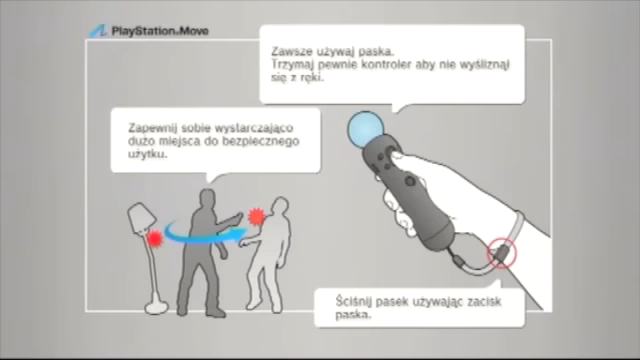 PlayStation®Move
Zawsze używaj paska.
Trzymaj pewnie kontroler aby nie wyśliznął
się z ręki.
Zapewnij sobie wystarczająco
dużo miejsca do bezpiecznego
użytku.
Ściśnij pasek używając zacisk
paska.